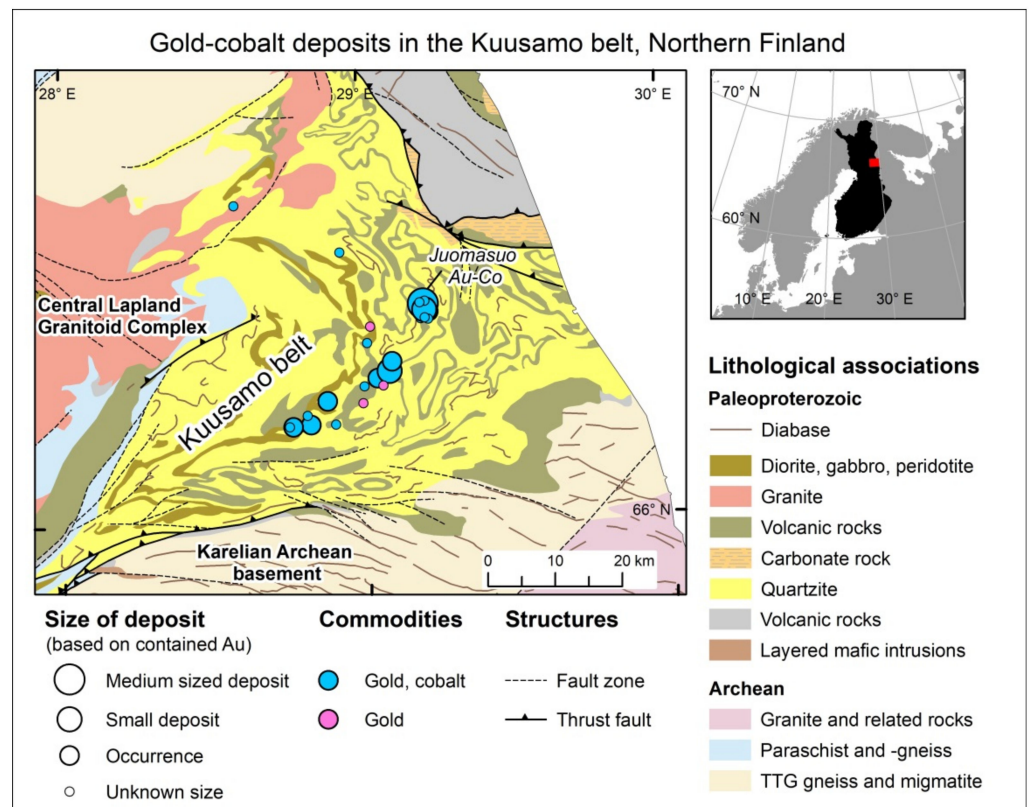 Gold-cobalt deposits in the Kuusamo belt, Northern Finland
28° E
29° E
30° E
Juomasuo
Au-Co
Central Lapland
Granitoid Complex
Kuusamo belt
66° N
Karelian Archean
basement
0 10 20 km
70° N
60° N
10° E
20° E
30° E
Size of deposit
(based on contained Au)
Medium sized deposit
Small deposit
Occurrence
Unknown size
Commodities
Gold, cobalt
Gold
Structures
Fault zone
Thrust fault
Lithological associations
Paleoproterozoic
Diabase
Diorite, gabbro, peridotite
Granite
Volcanic rocks
Carbonate rock
Quartzite
Volcanic rocks
Layered mafic intrusions
Archean
Granite and related rocks
Paraschist and -gneiss
TTG gneiss and migmatite